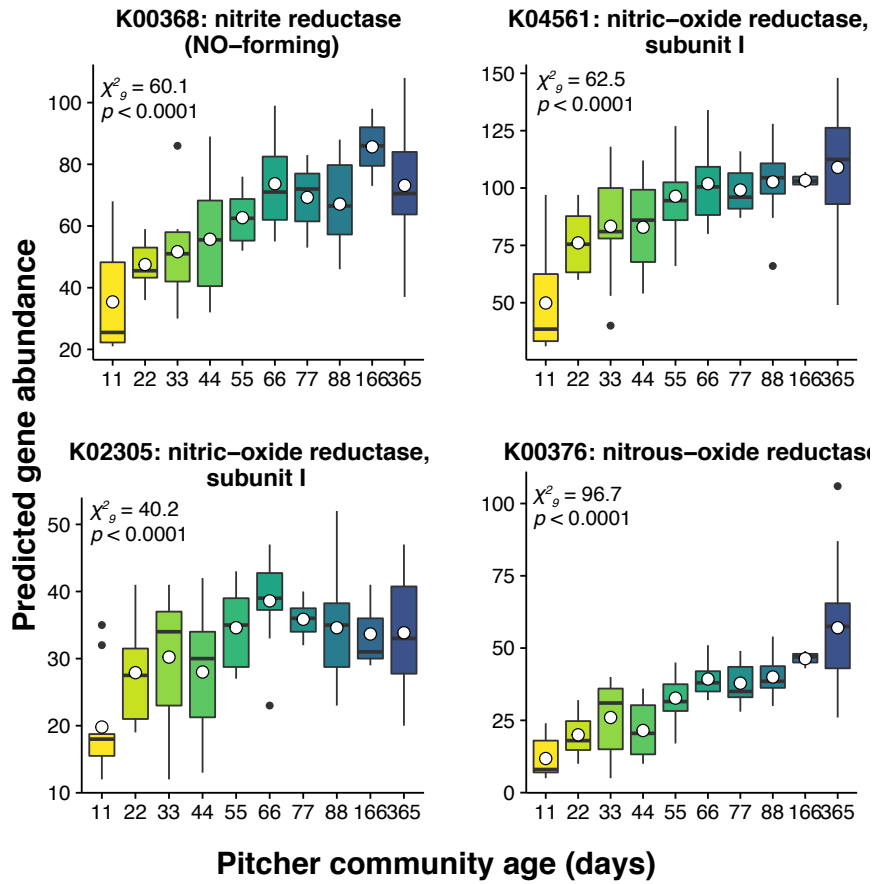 K00368: nitrite reductase
(NO−forming)
χ²₉ = 60.1
p < 0.0001
100
80
60
40
20
11 22 33 44 55 66 77 88 166 365
K04561: nitric−oxide reductase,
subunit I
χ²₉ = 62.5
p < 0.0001
150
125
100
75
50
11 22 33 44 55 66 77 88 166 365
Predicted gene abundance
K02305: nitric−oxide reductase,
subunit I
χ²₉ = 40.2
p < 0.0001
50
40
30
20
10
11 22 33 44 55 66 77 88 166 365
K00376: nitrous−oxide reductase
χ²₉ = 96.7
p < 0.0001
100
75
50
25
0
11 22 33 44 55 66 77 88 166 365
Pitcher community age (days)